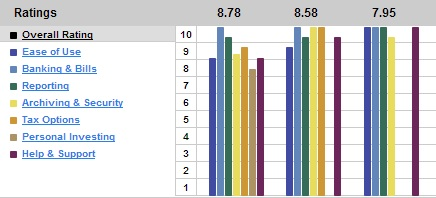 Ratings 8.78 8.58 7.95
Overall Rating 10
Ease of Use 9
Banking & Bills 8
Reporting 7
Archiving & Security 6
Tax Options 5
Personal Investing 4
Help & Support 3
2
1